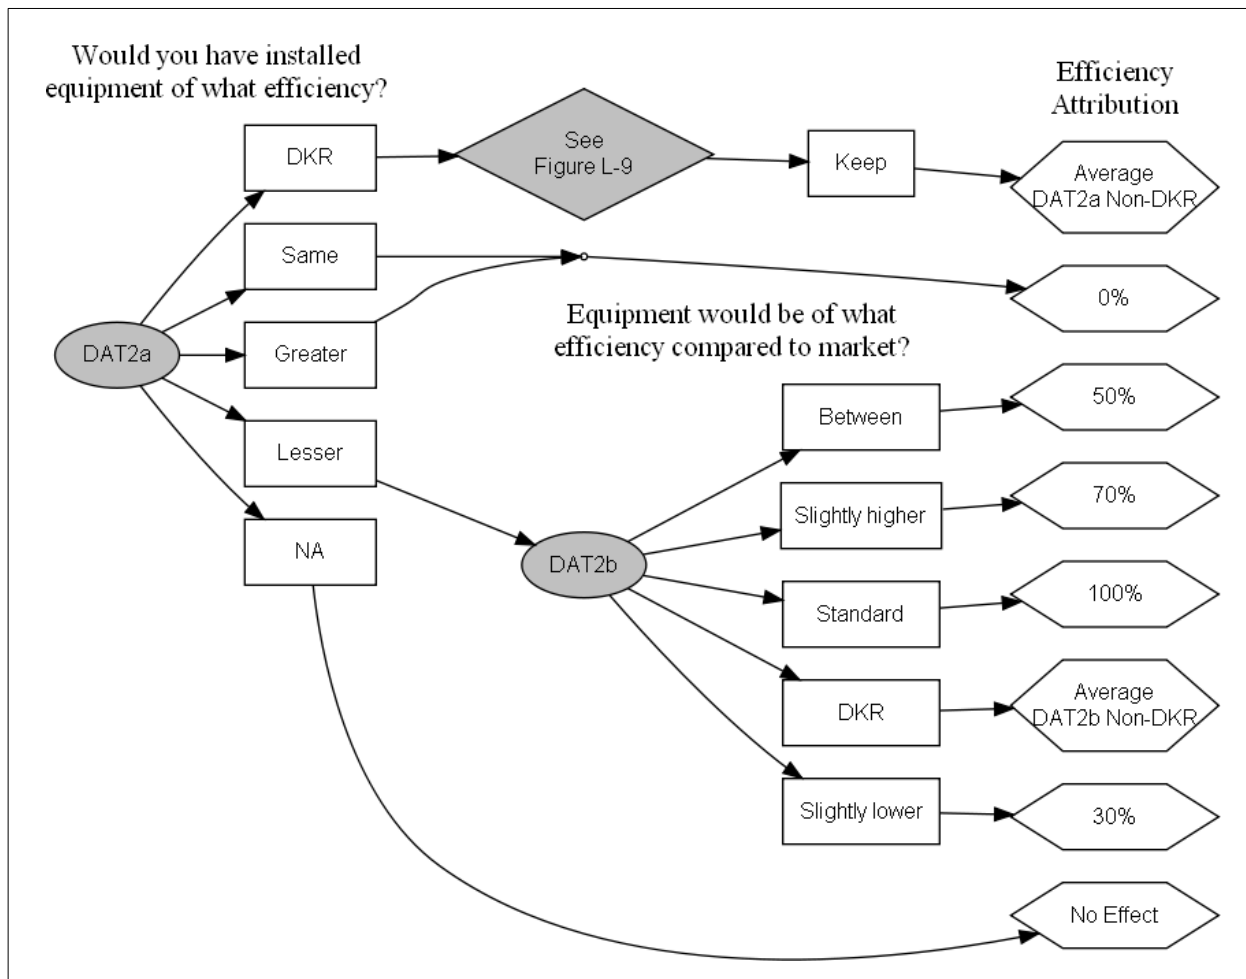 Would you have installed
equipment of what efficiency?
Efficiency
Attribution
DKR
See
Figure L-9
Keep
Average
DAT2a Non-DKR
Same
0%
Equipment would be of what
efficiency compared to market?
DAT2a
Greater
Between
50%
Lesser
Slightly higher
70%
NA
DAT2b
Standard
100%
DKR
Average
DAT2b Non-DKR
Slightly lower
30%
No Effect